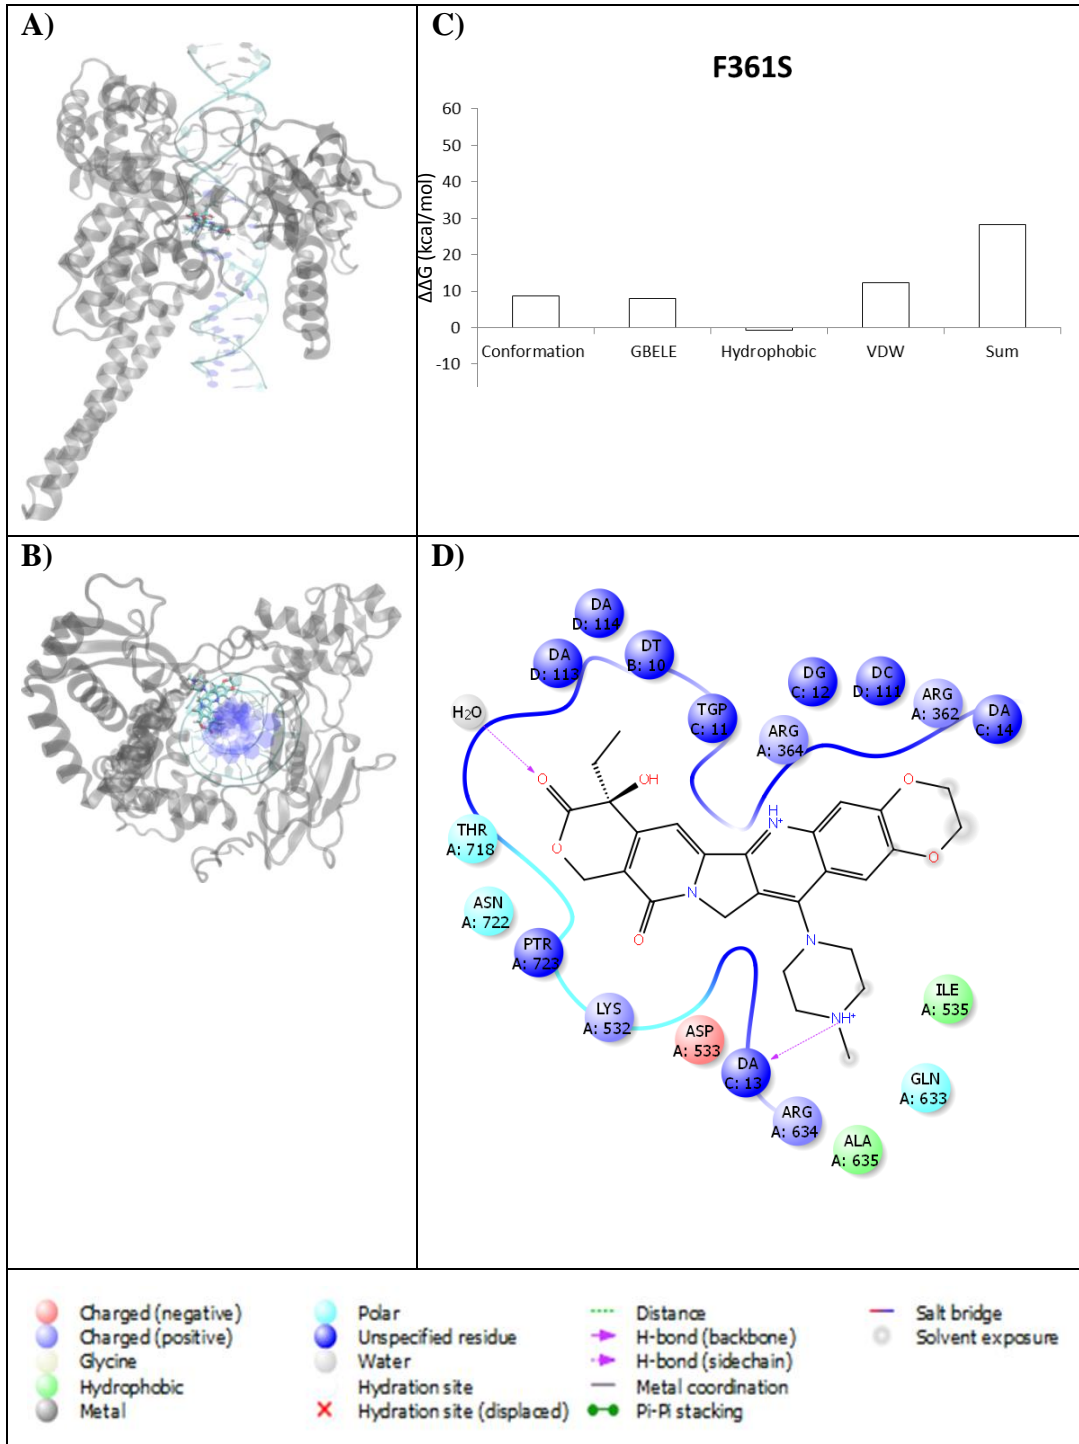 A)
C)
F361S
ΔΔG (kcal/mol)
60
50
40
30
20
10
0
-10
Conformation GBELE Hydrophobic VDW Sum
B)
D)
DA
D: 114
DA
D: 113
DT
B: 10
TGP
C: 11
DG
C: 12
DC
D: 111
ARG
A: 362
DA
C: 14
ARG
A: 364
H2O
O
OH
O
O
H
N+
O
O
N
N
NH+
THR
A: 718
ASN
A: 722
PTR
A: 723
LYS
A: 532
ASP
A: 533
DA
C: 13
ARG
A: 634
ALA
A: 635
GLN
A: 633
ILE
A: 535
Charged (negative)
Charged (positive)
Glycine
Hydrophobic
Metal
Polar
Unspecified residue
Water
Hydration site
Hydration site (displaced)
Distance
H-bond (backbone)
H-bond (sidechain)
Metal coordination
Pi-Pi stacking
Salt bridge
Solvent exposure